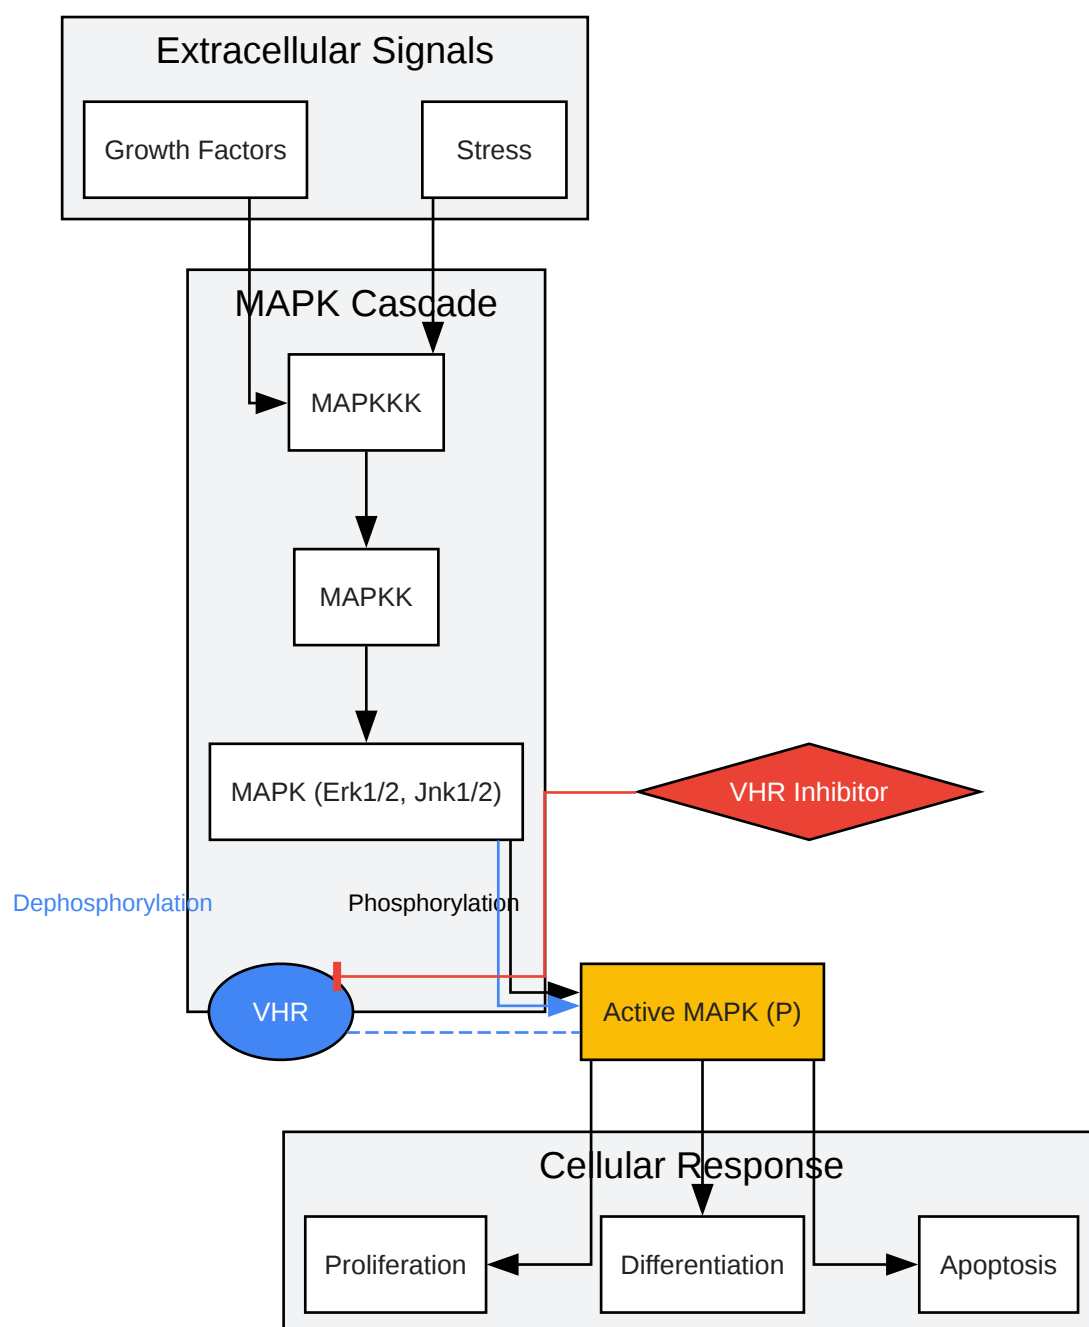 Extracellular Signals
Growth Factors
Stress
MAPK Cascade
MAPKKK
MAPKK
MAPK (Erk1/2, Jnk1/2)
VHR Inhibitor
Dephosphorylation
Phosphorylation
VHR
Active MAPK (P)
Cellular Response
Proliferation
Differentiation
Apoptosis